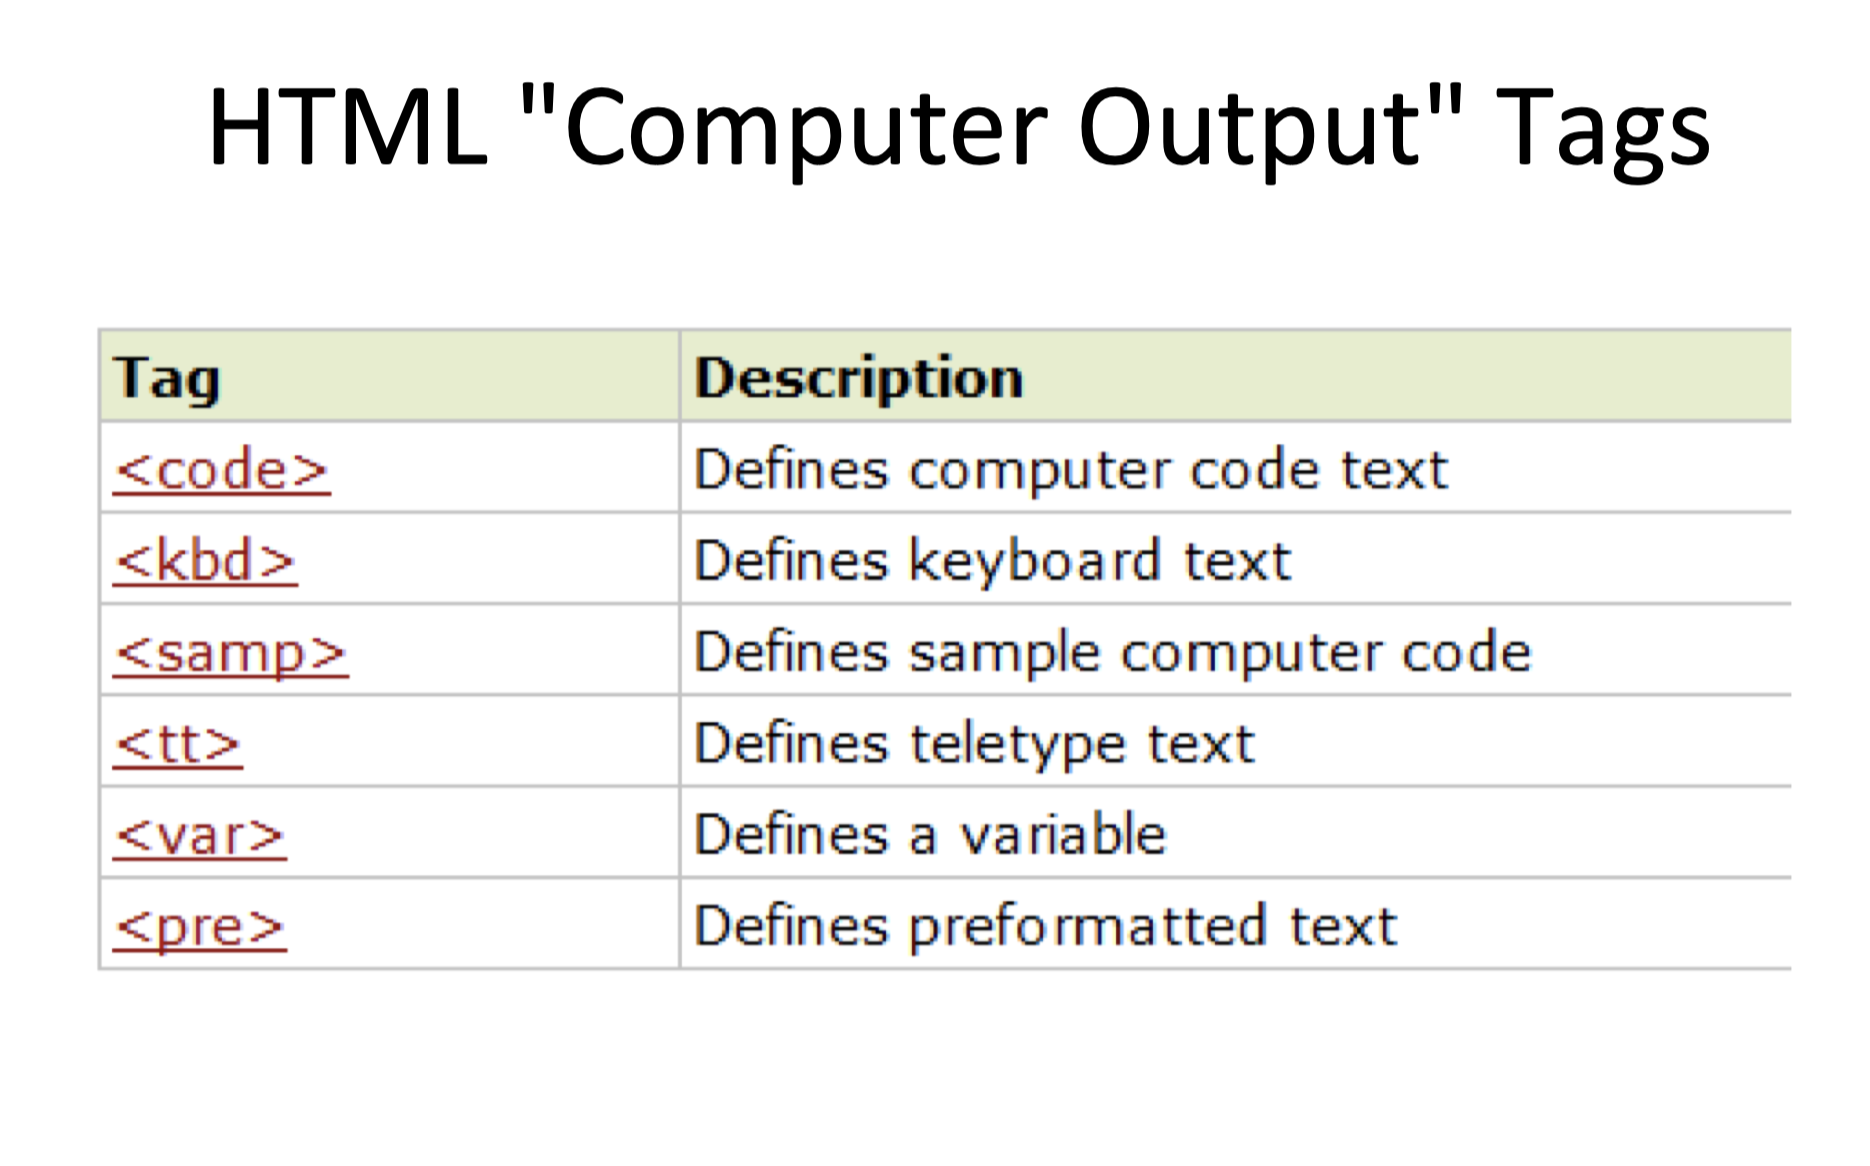 HTML "Computer Output" Tags
Tag Description
<code> Defines computer code text
<kbd> Defines keyboard text
<samp> Defines sample computer code
<tt> Defines teletype text
<var> Defines a variable
<pre> Defines preformatted text